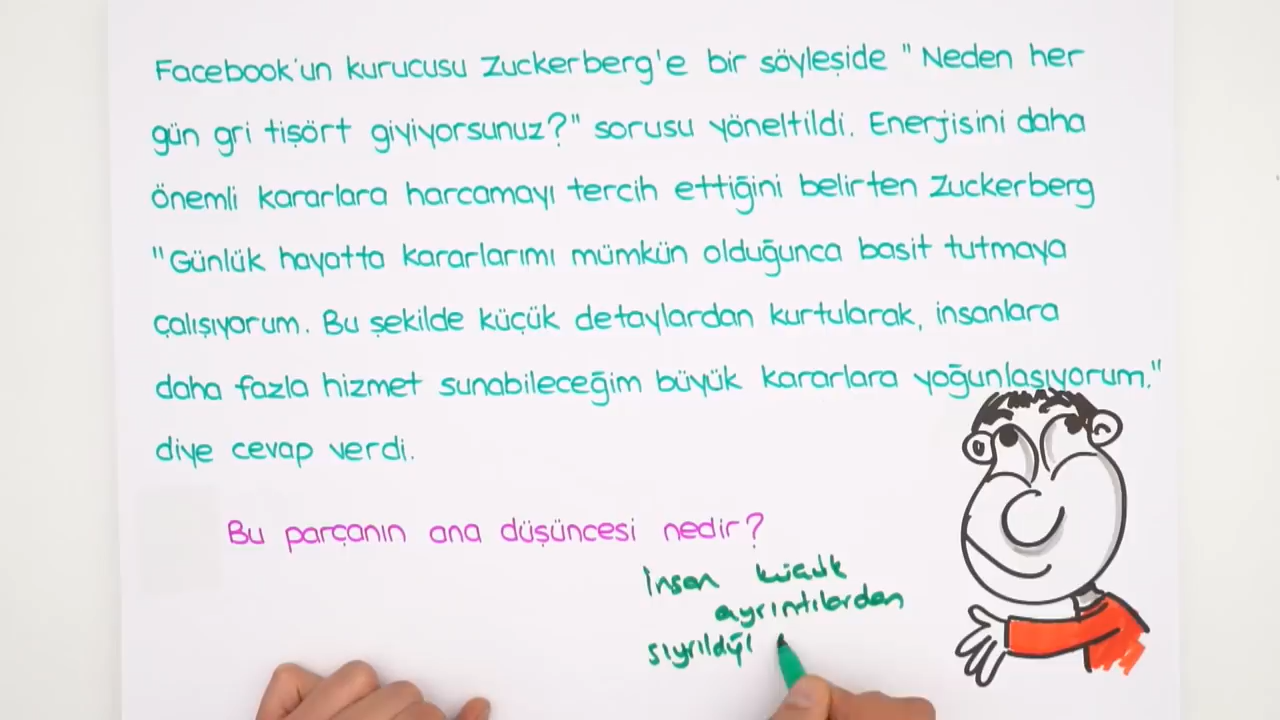 Facebook'un kurucusu Zuckerberg'e bir söyleşide "Neden her
gün gri tişört giyiyorsunuz?" sorusu yöneltildi. Enerjisini daha
önemli kararlara harcamayı tercih ettiğini belirten Zuckerberg
"Günlük hayatta kararlarımı mümkün olduğunca basit tutmaya
çalışıyorum. Bu şekilde küçük detaylardan kurtularak, insanlara
daha fazla hizmet sunabileceğim büyük kararlara yoğunlaşıyorum."
diye cevap verdi.
Bu parçanın ana düşüncesi nedir?
İnsan küçük
ayrıntılardan
sıyrıldığı